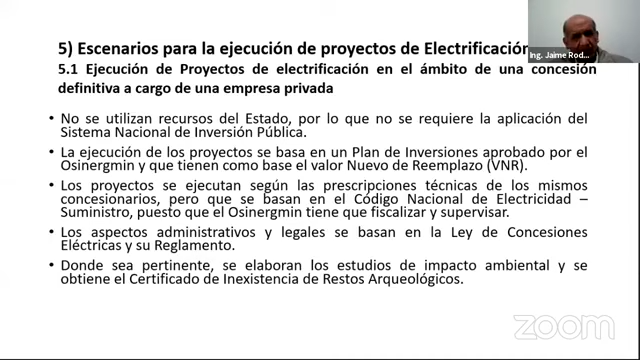 5) Escenarios para la ejecución de proyectos de Electrificación
5.1 Ejecución de Proyectos de electrificación en el ámbito de una concesión
definitiva a cargo de una empresa privada
• No se utilizan recursos del Estado, por lo que no se requiere la aplicación del
Sistema Nacional de Inversión Pública.
• La ejecución de los proyectos se basa en un Plan de Inversiones aprobado por el
Osinergmin y que tienen como base el valor Nuevo de Reemplazo (VNR).
• Los proyectos se ejecutan según las prescripciones técnicas de los mismos
concesionarios, pero que se basan en el Código Nacional de Electricidad –
Suministro, puesto que el Osinergmin tiene que fiscalizar y supervisar.
• Los aspectos administrativos y legales se basan en la Ley de Concesiones
Eléctricas y su Reglamento.
• Donde sea pertinente, se elaboran los estudios de impacto ambiental y se
obtiene el Certificado de Inexistencia de Restos Arqueológicos.
Ing. Jaime Rod...
zoom